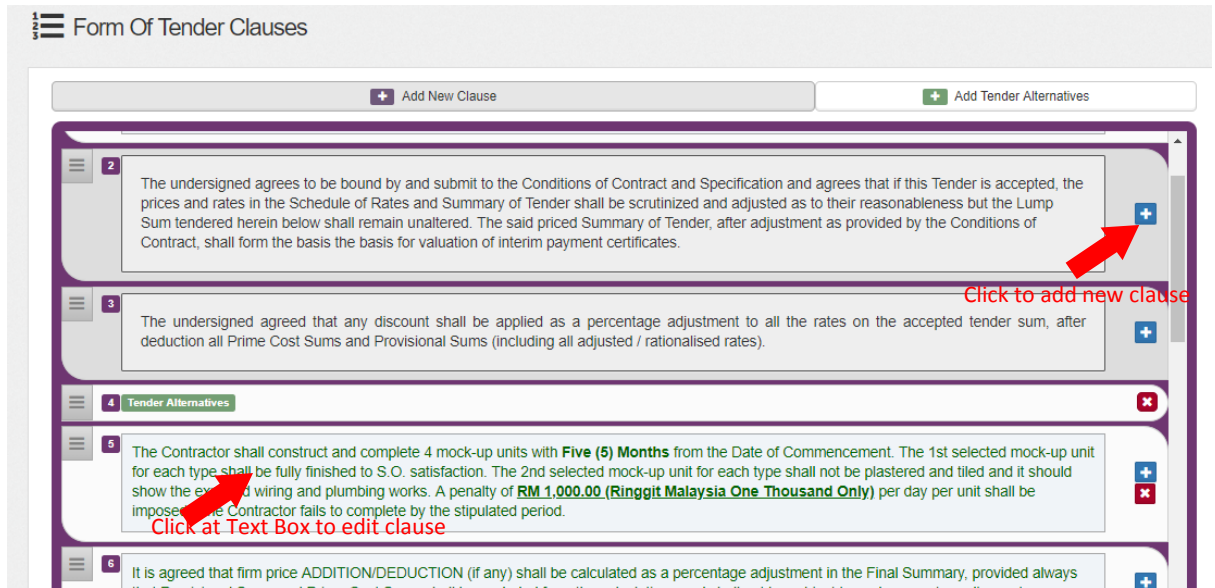 Form Of Tender Clauses
Add New Clause
Add Tender Alternatives
2
The undersigned agrees to be bound by and submit to the Conditions of Contract and Specification and agrees that if this Tender is accepted, the
prices and rates in the Schedule of Rates and Summary of Tender shall be scrutinized and adjusted as to their reasonableness but the Lump
Sum tendered herein below shall remain unaltered. The said priced Summary of Tender, after adjustment as provided by the Conditions of
Contract, shall form the basis the basis for valuation of interim payment certificates.
Click to add new clause
3
The undersigned agreed that any discount shall be applied as a percentage adjustment to all the rates on the accepted tender sum, after
deduction all Prime Cost Sums and Provisional Sums (including all adjusted / rationalised rates).
4
Tender Alternatives
5
The Contractor shall construct and complete 4 mock-up units with Five (5) Months from the Date of Commencement. The 1st selected mock-up unit
for each type shall be fully finished to S.O. satisfaction. The 2nd selected mock-up unit for each type shall not be plastered and tiled and it should
show the wiring and plumbing works. A penalty of RM 1,000.00 (Ringgit Malaysia One Thousand Only) per day per unit shall be
Contractor fails to complete by the stipulated period.
Click at Text Box to edit clause
6
It is agreed that firm price ADDITION/DEDUCTION (if any) shall be calculated as a percentage adjustment in the Final Summary, provided always